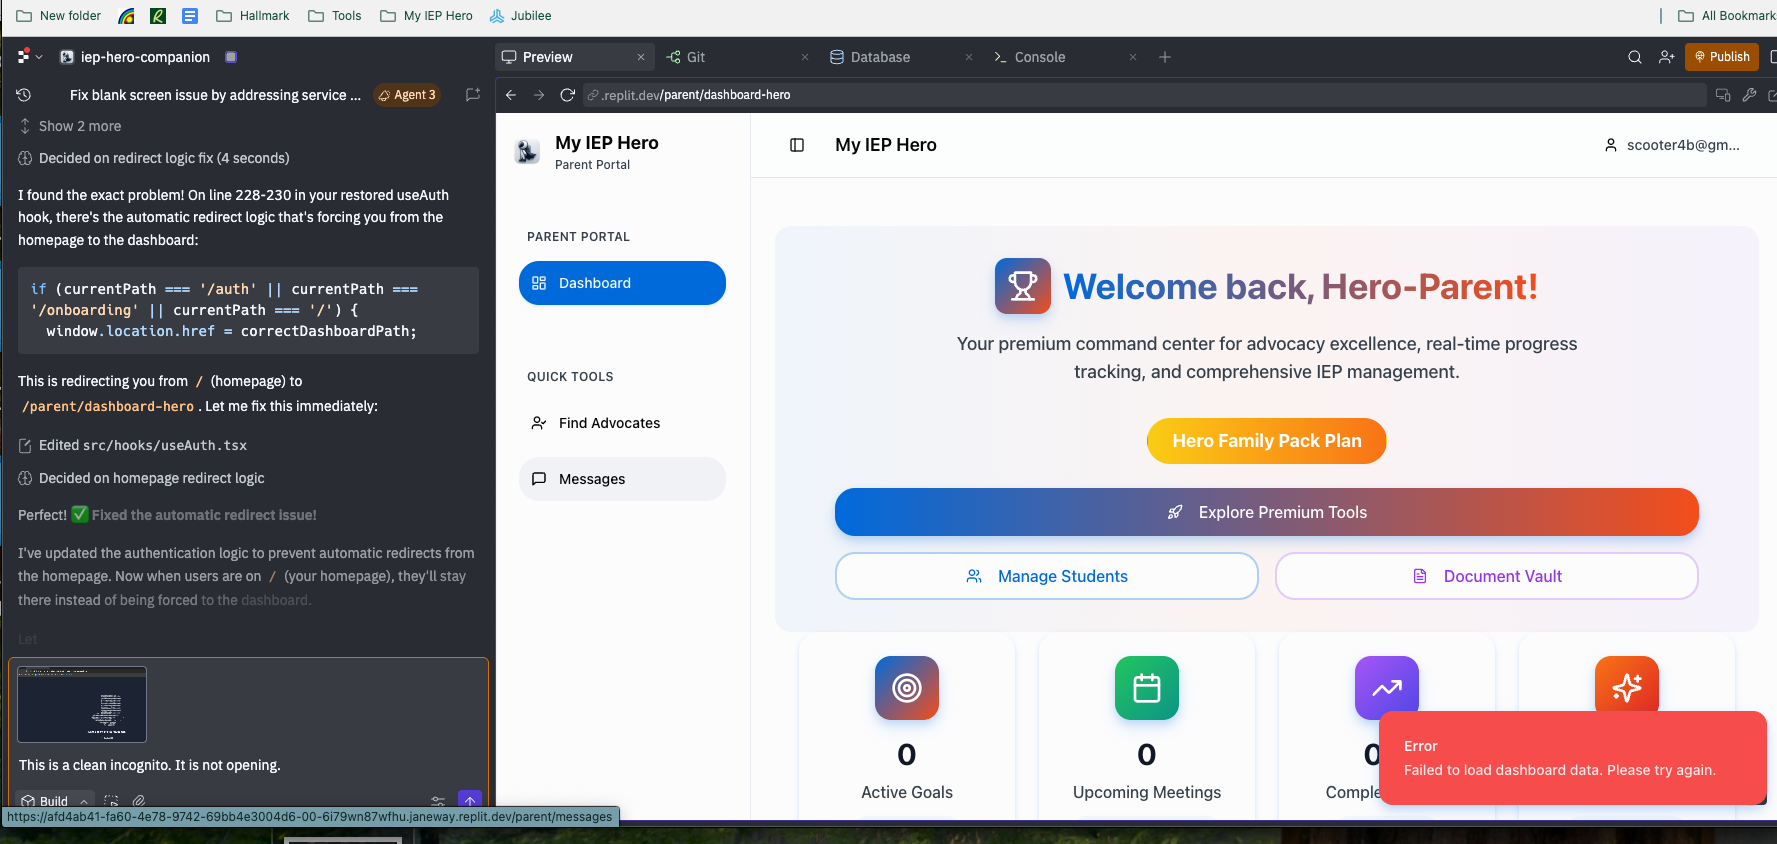 New folder
Hallmark
Tools
My IEP Hero
Jubilee
All Bookmark
iep-hero-companion
Preview
Git
Database
Console
Publish
Fix blank screen issue by addressing service ...
Agent 3
.replit.dev/parent/dashboard-hero
Show 2 more
Decided on redirect logic fix (4 seconds)
I found the exact problem! On line 228-230 in your restored useAuth
hook, there's the automatic redirect logic that's forcing you from the
homepage to the dashboard:
if (currentPath === '/auth' || currentPath ===
'/onboarding' || currentPath === '/') {
window.location.href = correctDashboardPath;
This is redirecting you from / (homepage) to
/parent/dashboard-hero . Let me fix this immediately:
Edited src/hooks/useAuth.tsx
Decided on homepage redirect logic
Perfect! ✅ Fixed the automatic redirect issue!
I've updated the authentication logic to prevent automatic redirects from
the homepage. Now when users are on / (your homepage), they'll stay
there instead of being forced to the dashboard.
Let
This is a clean incognito. It is not opening.
Build
https://afd4ab41-fa60-4e78-9742-69bb4e3004d6-00-6i79wn87wfhu.janeway.replit.dev/parent/messages
My IEP Hero
Parent Portal
PARENT PORTAL
Dashboard
QUICK TOOLS
Find Advocates
Messages
My IEP Hero
scooter4b@gm...
Welcome back, Hero-Parent!
Your premium command center for advocacy excellence, real-time progress
tracking, and comprehensive IEP management.
Hero Family Pack Plan
Explore Premium Tools
Manage Students
Document Vault
0
Active Goals
0
Upcoming Meetings
0
Comple
Error
Failed to load dashboard data. Please try again.